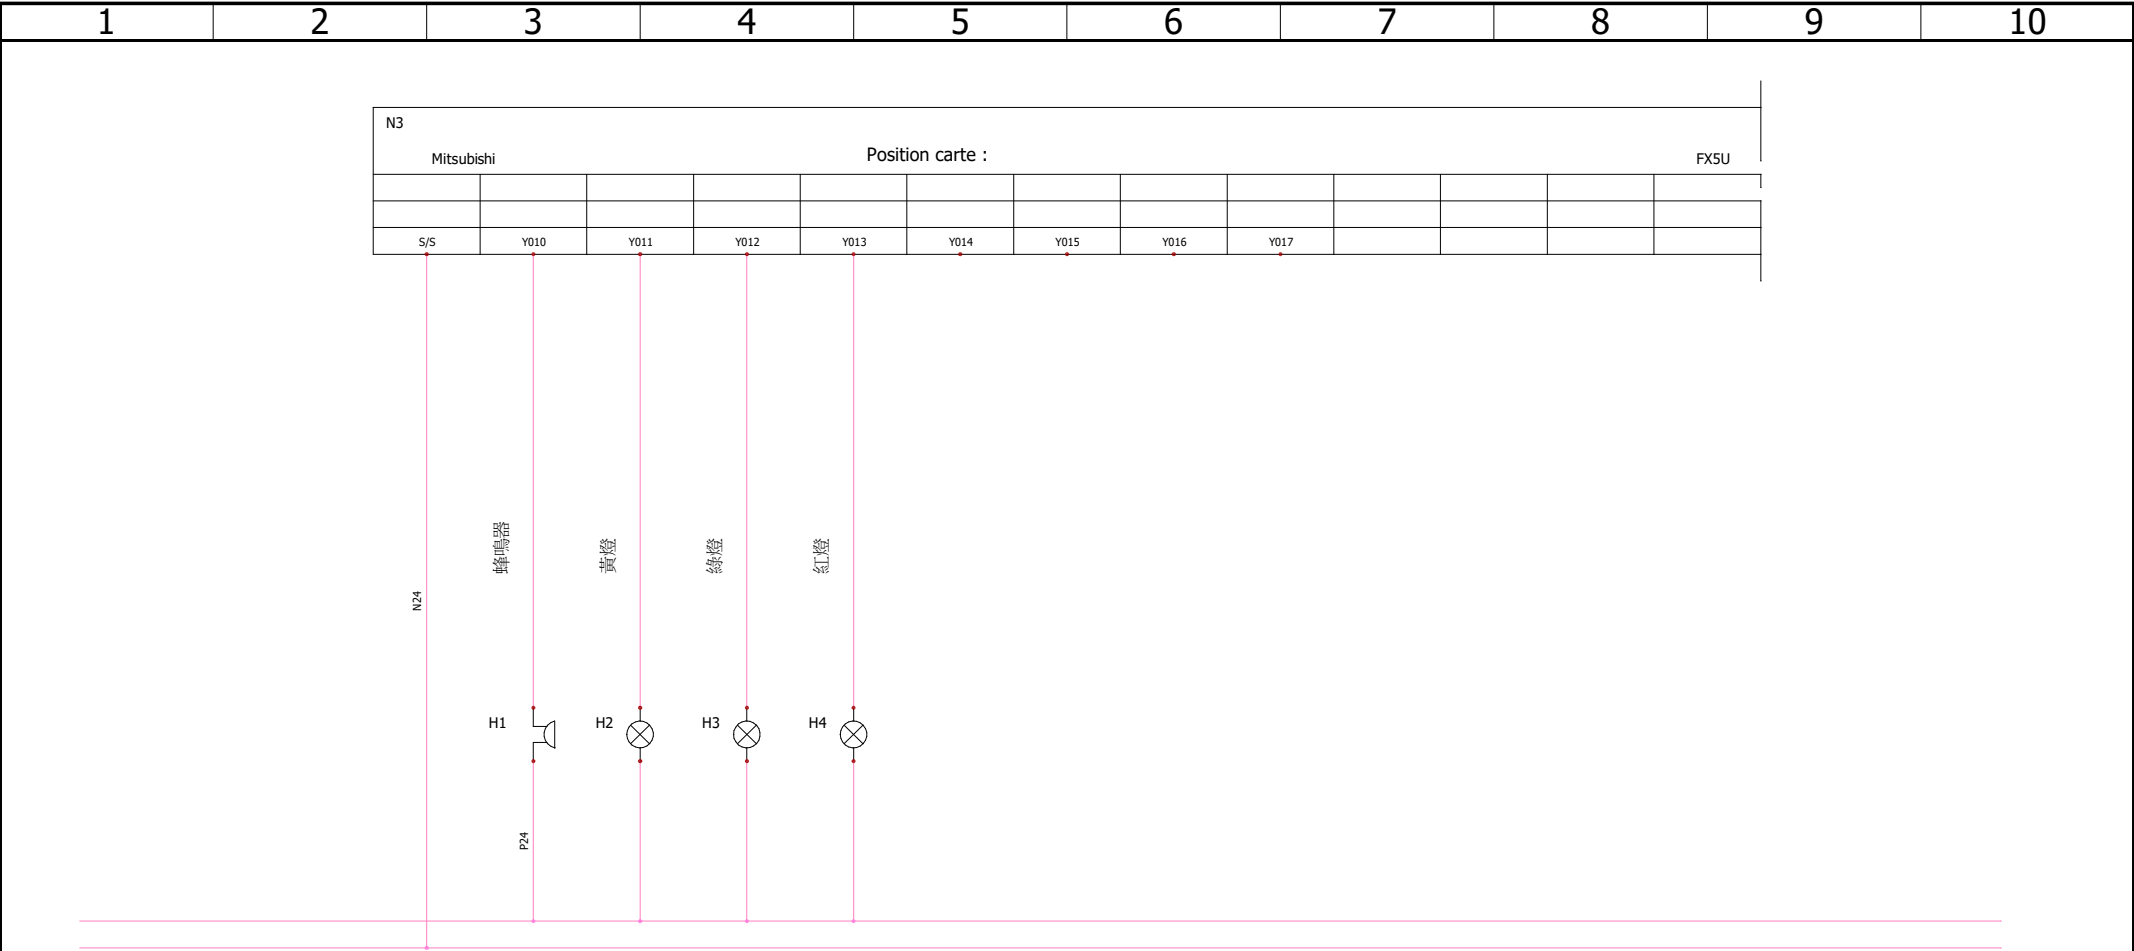 1 2 3 4 5 6 7 8 9 10
N3
Mitsubishi Position carte : FX5U
S/S Y010 Y011 Y012 Y013 Y014 Y015 Y016 Y017
蜂鳴器
黃燈
綠燈
紅燈
N24
H1 H2 H3 H4
P24